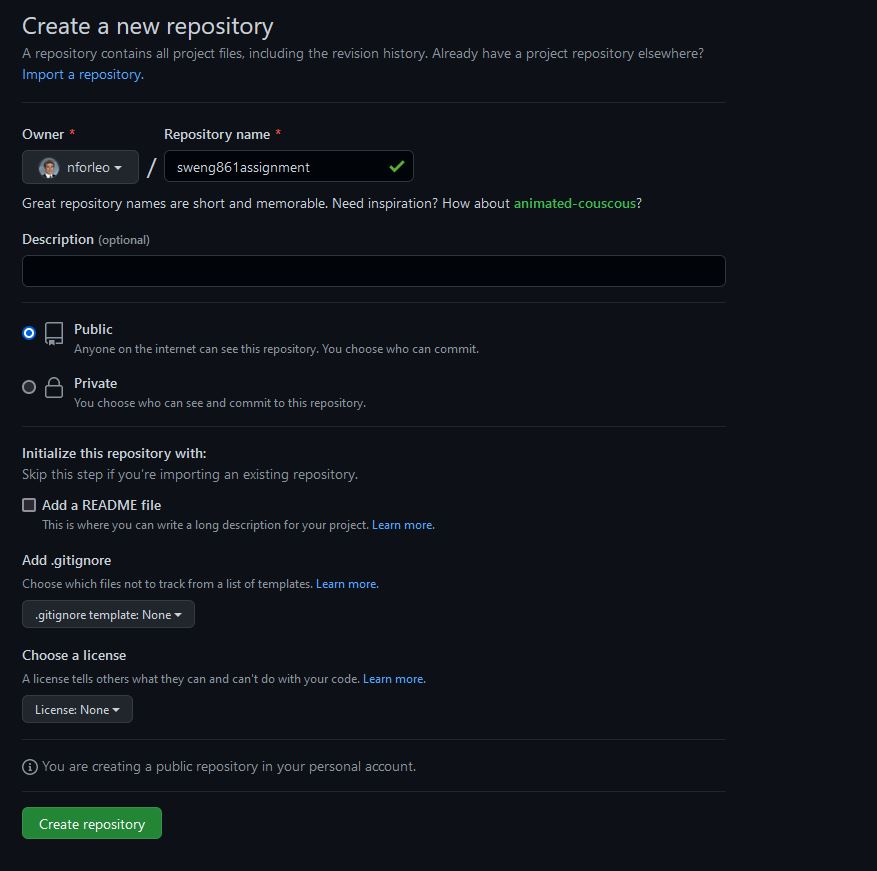 Create a new repository
A repository contains all project files, including the revision history. Already have a project repository elsewhere?
Import a repository.
Owner * Repository name *
nforleo / sweng861assignment
Great repository names are short and memorable. Need inspiration? How about animated-couscous?
Description (optional)
Public
Anyone on the internet can see this repository. You choose who can commit.
Private
You choose who can see and commit to this repository.
Initialize this repository with:
Skip this step if you're importing an existing repository.
Add a README file
This is where you can write a long description for your project. Learn more.
Add .gitignore
Choose which files not to track from a list of templates. Learn more.
.gitignore template: None
Choose a license
A license tells others what they can and can't do with your code. Learn more.
License: None
You are creating a public repository in your personal account.
Create repository